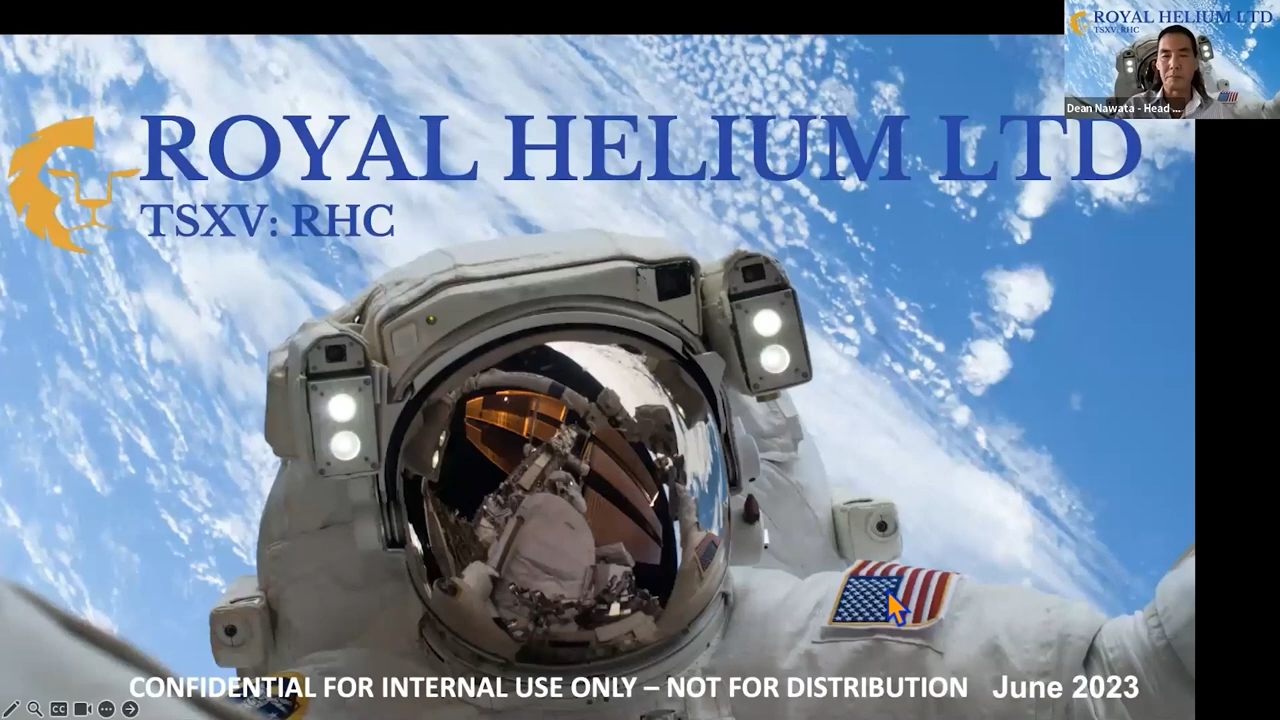 ROYAL HELIUM LTD
TSXV: RHC
ROYAL HELIUM LTD
TSXV: RHC
Dean Nawata - Head ...
CONFIDENTIAL FOR INTERNAL USE ONLY – NOT FOR DISTRIBUTION June 2023
CC